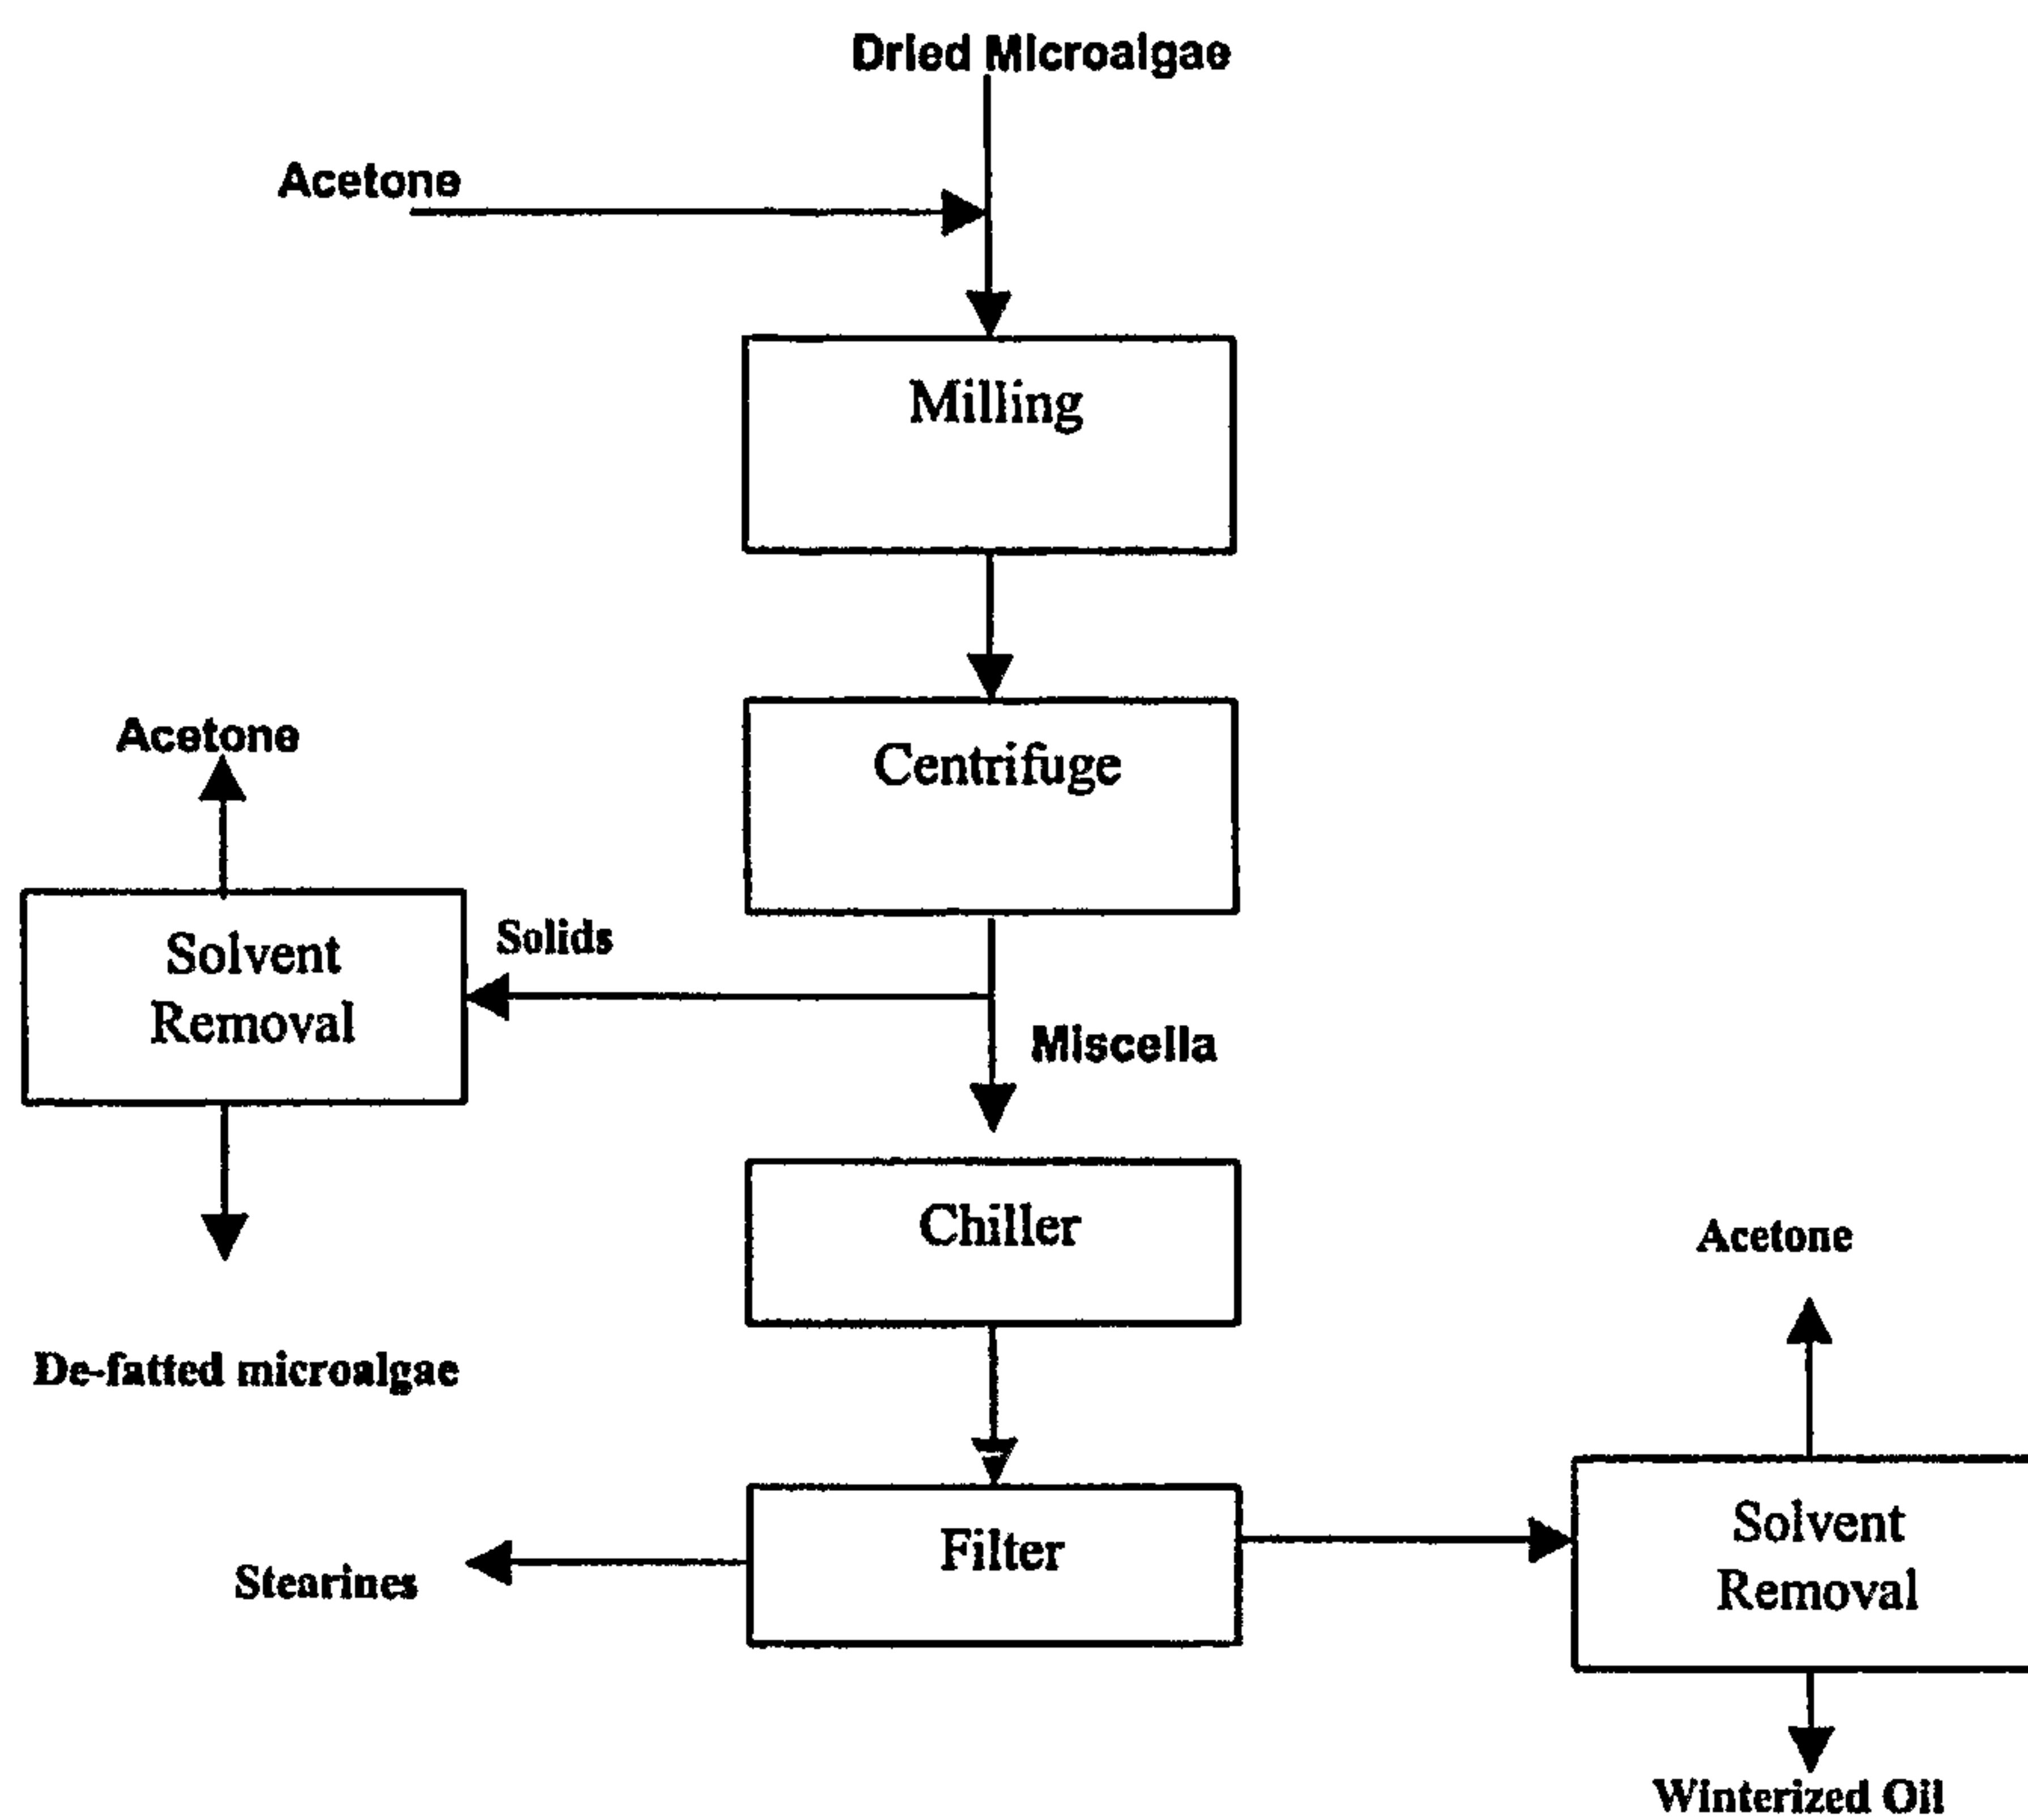 Dried Microalgae
Acetone
Milling
Centrifuge
Acetone
Solvent
Removal
Solids
Miscella
Chiller
Acetone
De-fatted microalgae
Filter
Stearines
Solvent
Removal
Winterized Oil